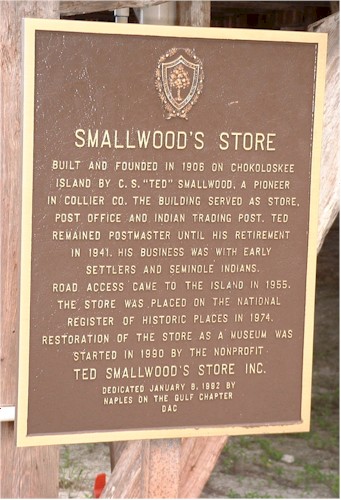 SMALLWOOD'S STORE
BUILT AND FOUNDED IN 1906 ON CHOKOLOSKEE
ISLAND BY C. S. "TED" SMALLWOOD, A PIONEER
IN COLLIER CO. THE BUILDING SERVED AS STORE,
POST OFFICE AND INDIAN TRADING POST. TED
REMAINED POSTMASTER UNTIL HIS RETIREMENT
IN 1941. HIS BUSINESS WAS WITH EARLY
SETTLERS AND SEMINOLE INDIANS.
ROAD ACCESS CAME TO THE ISLAND IN 1955.
THE STORE WAS PLACED ON THE NATIONAL
REGISTER OF HISTORIC PLACES IN 1974.
RESTORATION OF THE STORE AS A MUSEUM WAS
STARTED IN 1990 BY THE NONPROFIT
TED SMALLWOOD'S STORE INC.
DEDICATED JANUARY 8, 1992 BY
NAPLES ON THE GULF CHAPTER
DAC